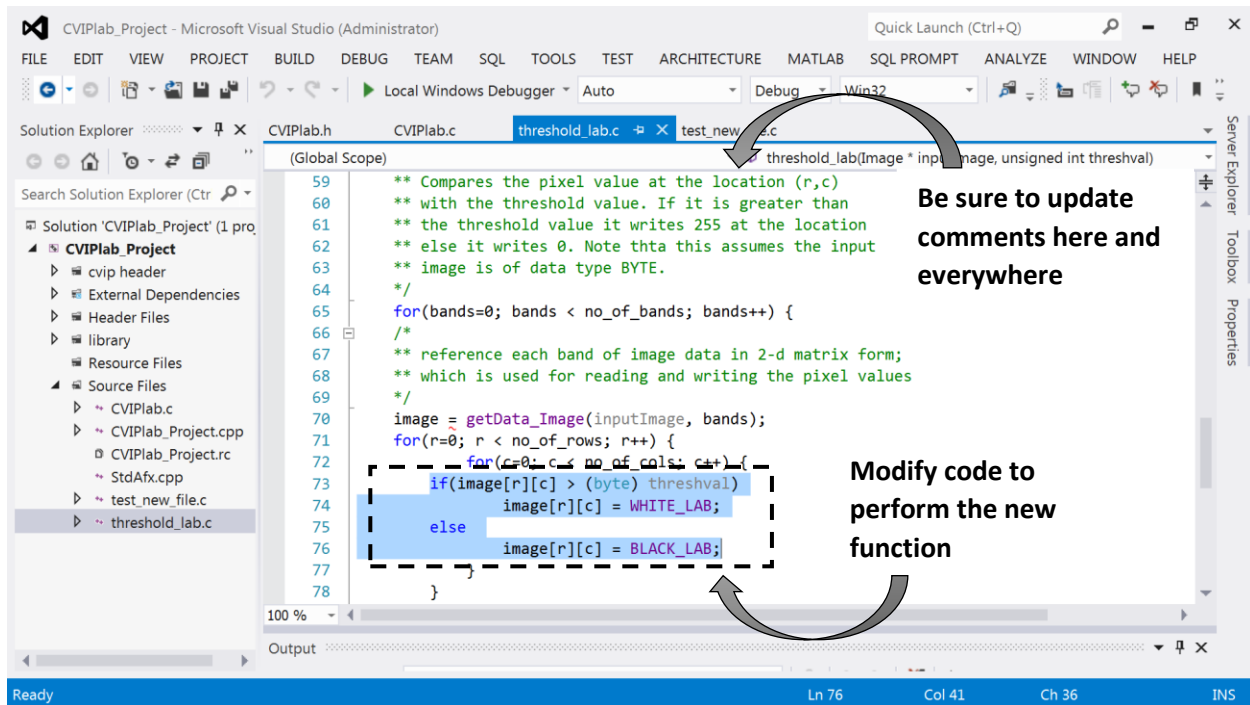 CVIPlab_Project - Microsoft Visual Studio (Administrator)
Quick Launch (Ctrl+Q)
FILE EDIT VIEW PROJECT BUILD DEBUG TEAM SQL TOOLS TEST ARCHITECTURE MATLAB SQL PROMPT ANALYZE WINDOW HELP
Local Windows Debugger Auto Debug Win32
Solution Explorer
CVIPlab.h CVIPlab.c threshold_lab.c
(Global Scope) threshold_lab(Image * inputImage, unsigned int threshval)
Search Solution Explorer (Ctr
Solution 'CVIPlab_Project' (1 pro
CVIPlab_Project
cvip header
External Dependencies
Header Files
library
Resource Files
Source Files
CVIPlab.c
CVIPlab_Project.cpp
CVIPlab_Project.rc
StdAfx.cpp
test_new_file.c
threshold_lab.c
59 ** Compares the pixel value at the location (r,c)
60 ** with the threshold value. If it is greater than
61 ** the threshold value it writes 255 at the location
62 ** else it writes 0. Note thta this assumes the input
63 ** image is of data type BYTE.
64 */
65 for(bands=0; bands < no_of_bands; bands++) {
66 /*
67 ** reference each band of image data in 2-d matrix form;
68 ** which is used for reading and writing the pixel values
69 */
70 image = getData_Image(inputImage, bands);
71 for(r=0; r < no_of_rows; r++) {
72 for(c=0; c < no_of_cols; c++) {
73 if(image[r][c] > (byte) threshval)
74 image[r][c] = WHITE_LAB;
75 else
76 image[r][c] = BLACK_LAB;
77 }
78 }
100 %
Be sure to update
comments here and
everywhere
Modify code to
perform the new
function
Server Explorer
Toolbox
Properties
Output
Ready Ln 76 Col 41 Ch 36 INS